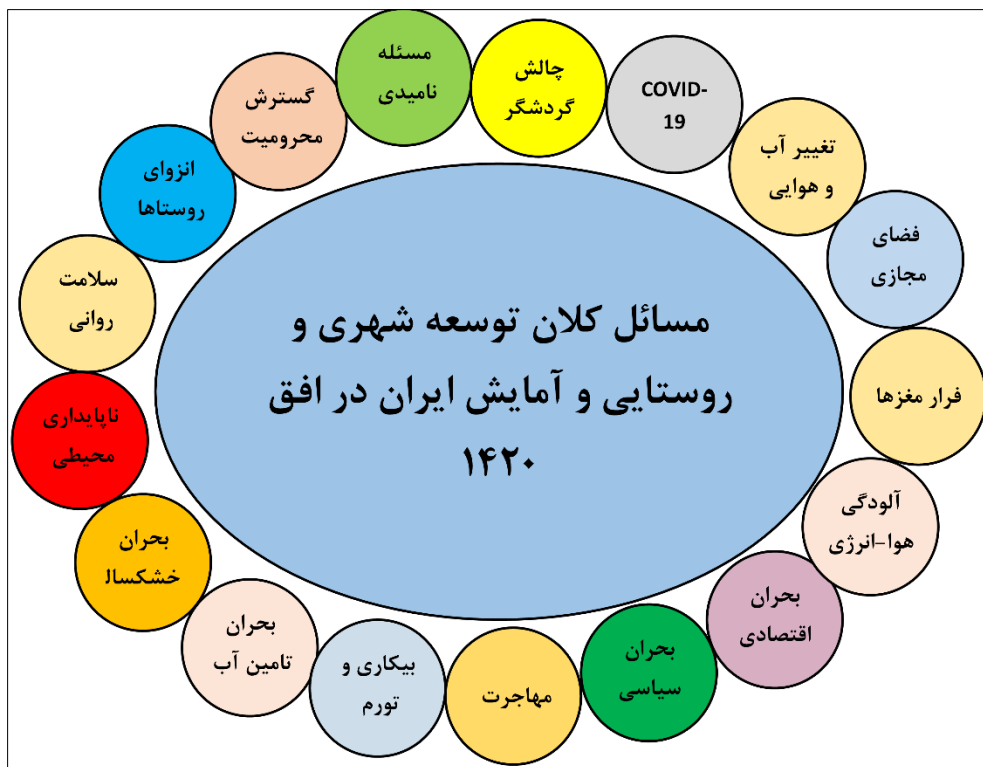 مسائل کلان توسعه شهری و
روستایی و آمایش ایران در افق
۱۴۲۰
COVID-
19
تغییر آب
و هوایی
فضای
مجازی
فرار مغزها
آلودگی
هوا-انرژی
بحران
اقتصادی
بحران
سیاسی
مهاجرت
بیکاری و
تورم
بحران
تامین آب
بحران
خشکسال
ناپایداری
محیطی
سلامت
روانی
انزوای
روستاها
گسترش
محرومیت
مسئله
نامیدی
چالش
گردشگر